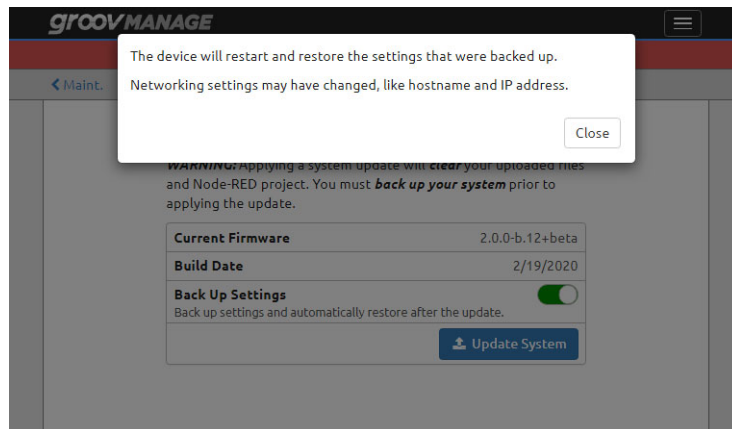 groovMANAGE
The device will restart and restore the settings that were backed up.
Networking settings may have changed, like hostname and IP address.
Close
Maint.
WARNING: Applying a system update will clear your uploaded files
and Node-RED project. You must back up your system prior to
applying the update.
Current Firmware 2.0.0-b.12+beta
Build Date 2/19/2020
Back Up Settings
Back up settings and automatically restore after the update.
Update System